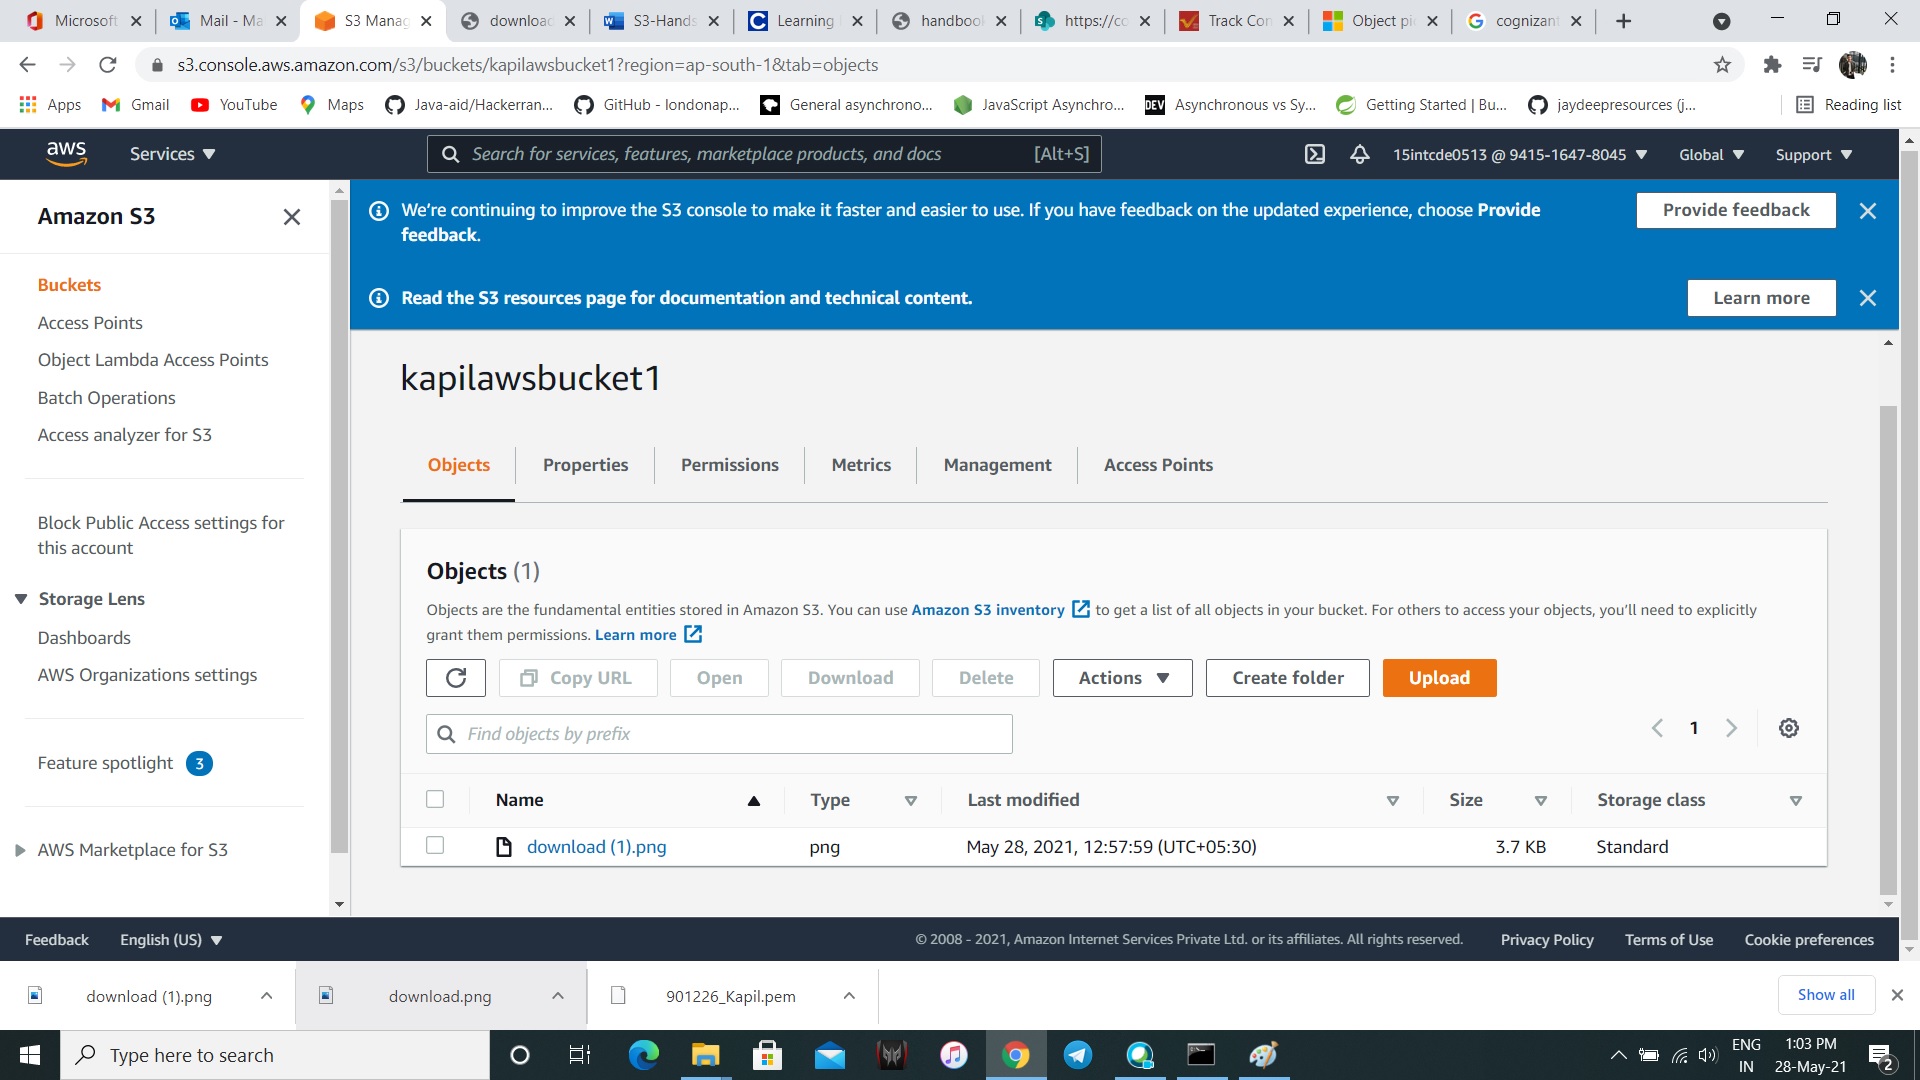 Microsoft
Mail - Ma
S3 Manag
download
S3-Hands
Learning
handbook
https://co
Track Con
Object pi
cognizant
s3.console.aws.amazon.com/s3/buckets/kapilawsbucket1?region=ap-south-1&tab=objects
Apps
Gmail
YouTube
Maps
Java-aid/Hackerran...
GitHub - londonap...
General asynchrono...
JavaScript Asynchro...
DEV
Asynchronous vs Sy...
Getting Started | Bu...
jaydeepresources (j...
Reading list
aws
Services
Search for services, features, marketplace products, and docs
[Alt+S]
15intcde0513 @ 9415-1647-8045
Global
Support
Amazon S3
Buckets
Access Points
Object Lambda Access Points
Batch Operations
Access analyzer for S3
Block Public Access settings for
this account
Storage Lens
Dashboards
AWS Organizations settings
Feature spotlight 3
AWS Marketplace for S3
We're continuing to improve the S3 console to make it faster and easier to use. If you have feedback on the updated experience, choose Provide
feedback.
Provide feedback
Read the S3 resources page for documentation and technical content.
Learn more
kapilawsbucket1
Objects
Properties
Permissions
Metrics
Management
Access Points
Objects (1)
Objects are the fundamental entities stored in Amazon S3. You can use Amazon S3 inventory to get a list of all objects in your bucket. For others to access your objects, you'll need to explicitly
grant them permissions. Learn more
Copy URL
Open
Download
Delete
Actions
Create folder
Upload
Find objects by prefix
1
Name
Type
Last modified
Size
Storage class
download (1).png
png
May 28, 2021, 12:57:59 (UTC+05:30)
3.7 KB
Standard
Feedback
English (US)
© 2008 - 2021, Amazon Internet Services Private Ltd. or its affiliates. All rights reserved.
Privacy Policy
Terms of Use
Cookie preferences
download (1).png
download.png
901226_Kapil.pem
Show all
Type here to search
ENG
IN
1:03 PM
28-May-21
2